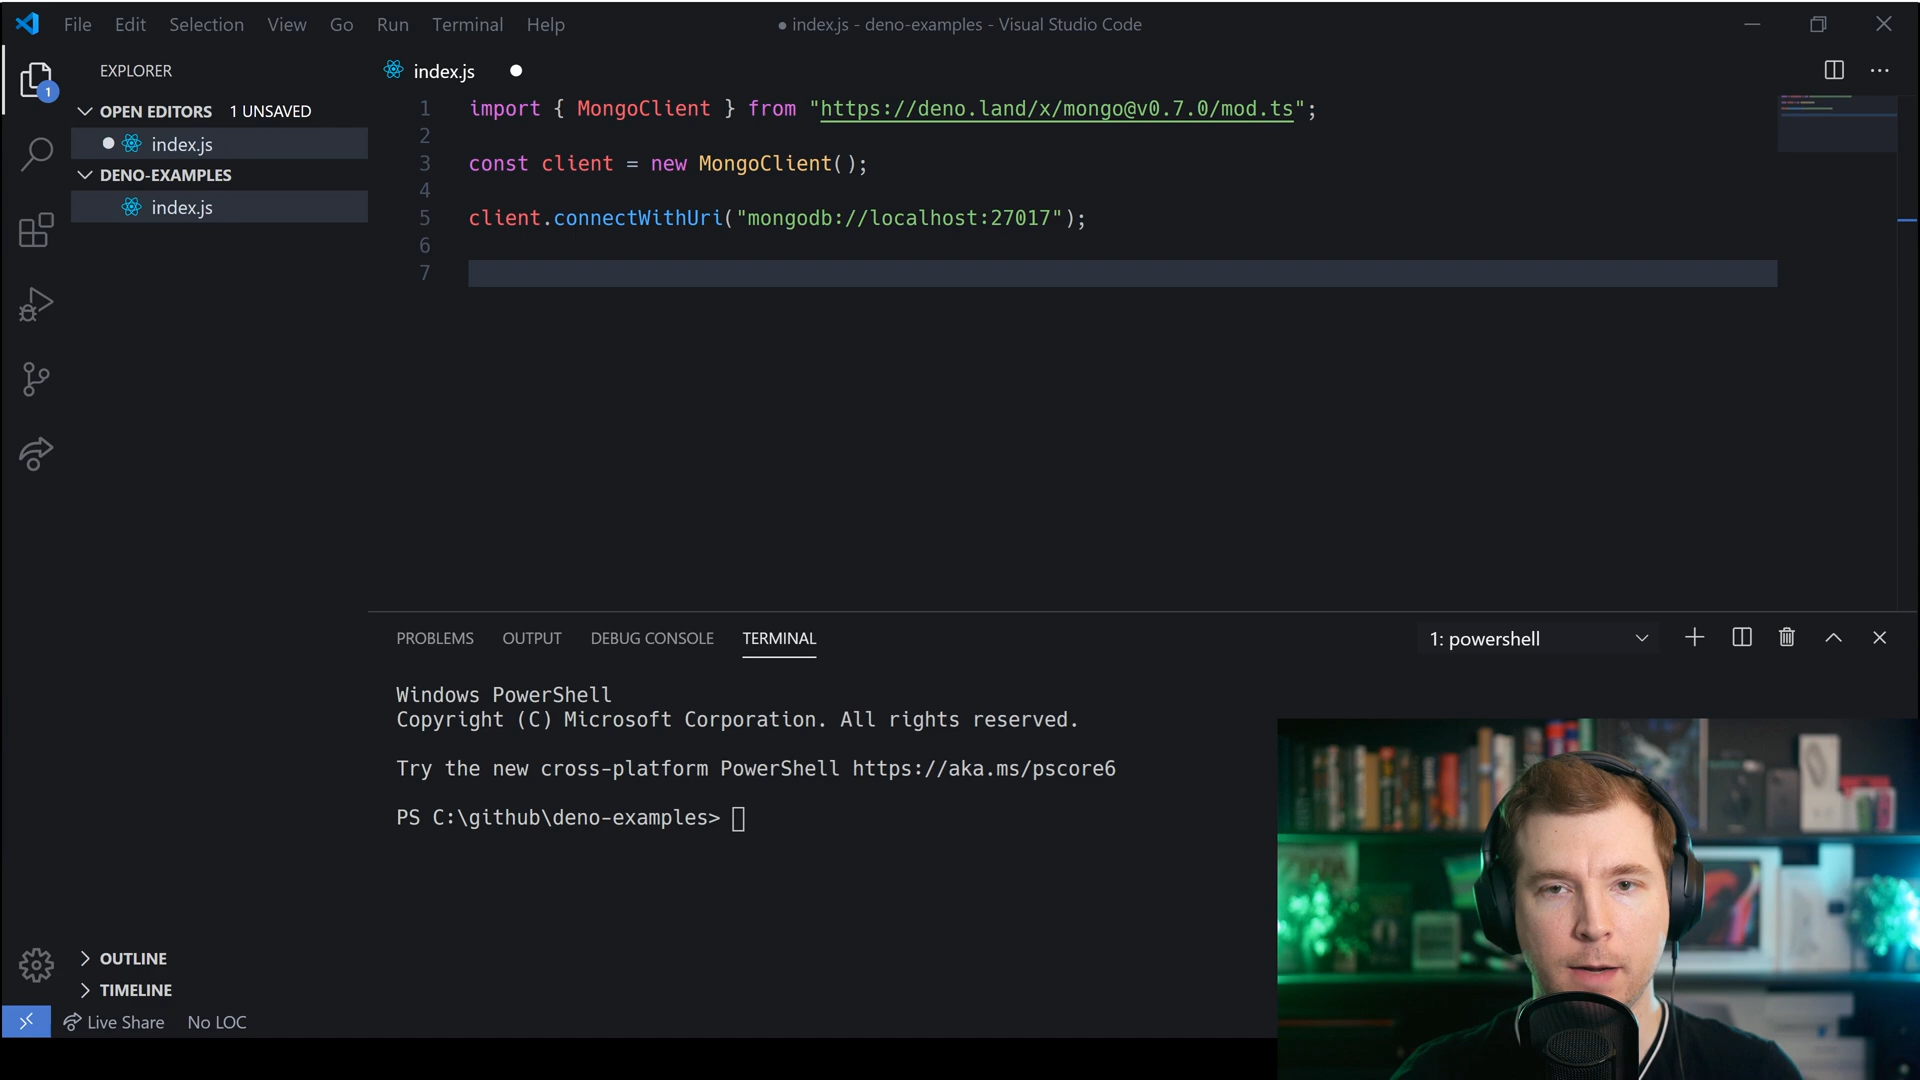 File Edit Selection View Go Run Terminal Help
● index.js - deno-examples - Visual Studio Code
1
EXPLORER
OPEN EDITORS 1 UNSAVED
index.js
DENO-EXAMPLES
index.js
OUTLINE
TIMELINE
index.js
1 import { MongoClient } from "https://deno.land/x/mongo@v0.7.0/mod.ts";
2
3 const client = new MongoClient();
4
5 client.connectWithUri("mongodb://localhost:27017");
6
7
PROBLEMS OUTPUT DEBUG CONSOLE TERMINAL
1: powershell
Windows PowerShell
Copyright (C) Microsoft Corporation. All rights reserved.
Try the new cross-platform PowerShell https://aka.ms/pscore6
PS C:\github\deno-examples>
Live Share No LOC